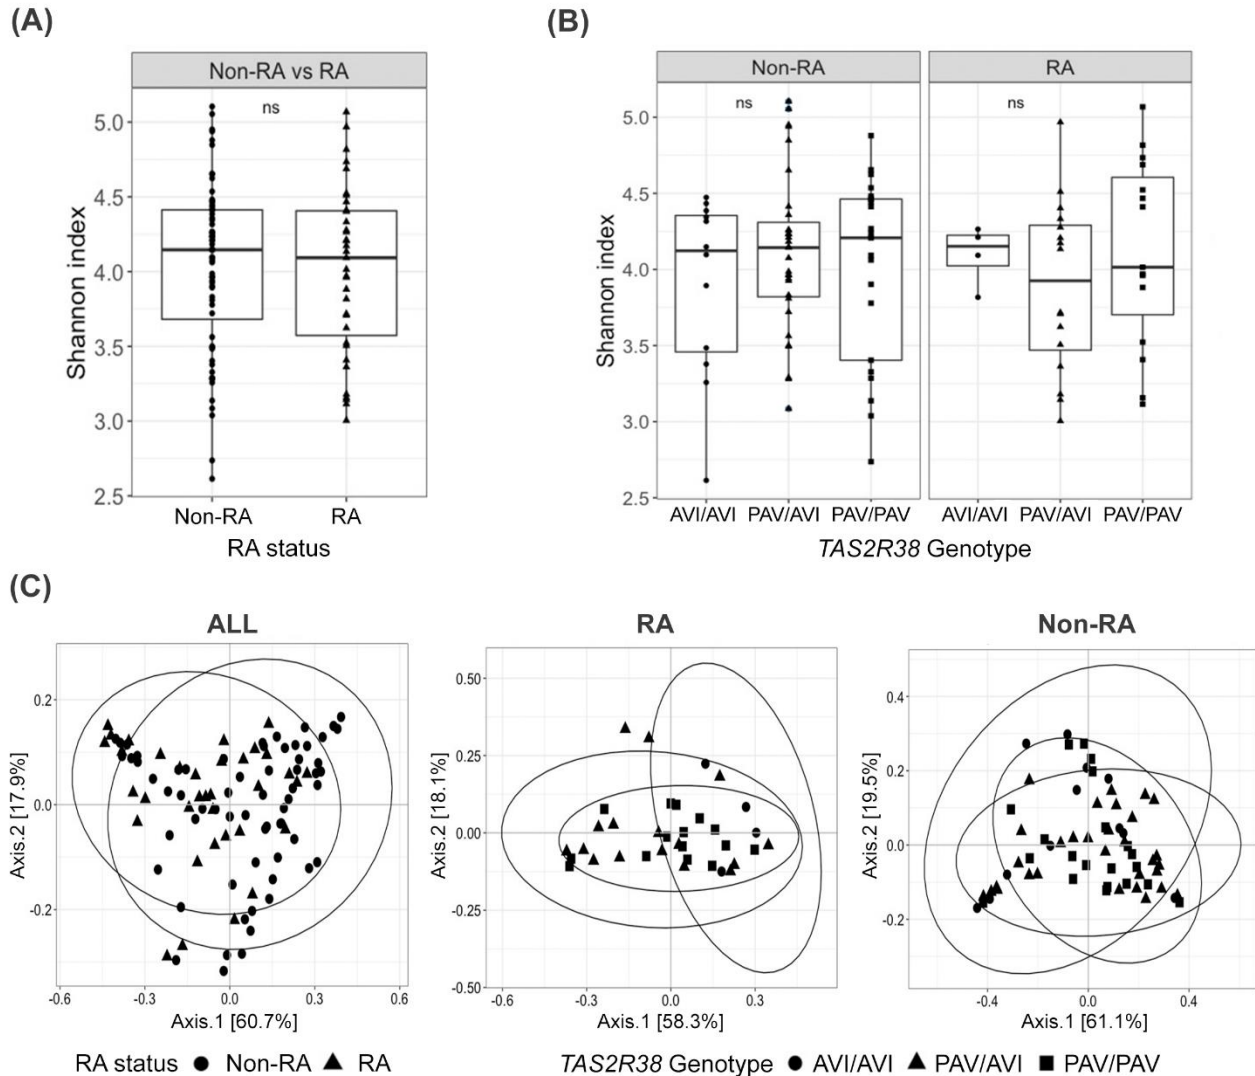 (A)
Non-RA vs RA
ns
Shannon index
5.0
4.5
4.0
3.5
3.0
2.5
Non-RA RA
RA status
(B)
Non-RA RA
ns ns
Shannon index
5.0
4.5
4.0
3.5
3.0
2.5
AVI/AVI PAV/AVI PAV/PAV AVI/AVI PAV/AVI PAV/PAV
TAS2R38 Genotype
(C)
ALL
Axis.2 [17.9%]
0.2
0.0
-0.2
-0.6 -0.3 0.0 0.3 0.6
Axis.1 [60.7%]
RA
Axis.2 [18.1%]
0.50
0.25
0.00
-0.25
-0.50
-0.3 0.0 0.3
Axis.1 [58.3%]
Non-RA
Axis.2 [19.5%]
0.4
0.2
0.0
-0.2
-0.4 0.0 0.4
Axis.1 [61.1%]
RA status Non-RA RA
TAS2R38 Genotype AVI/AVI PAV/AVI PAV/PAV